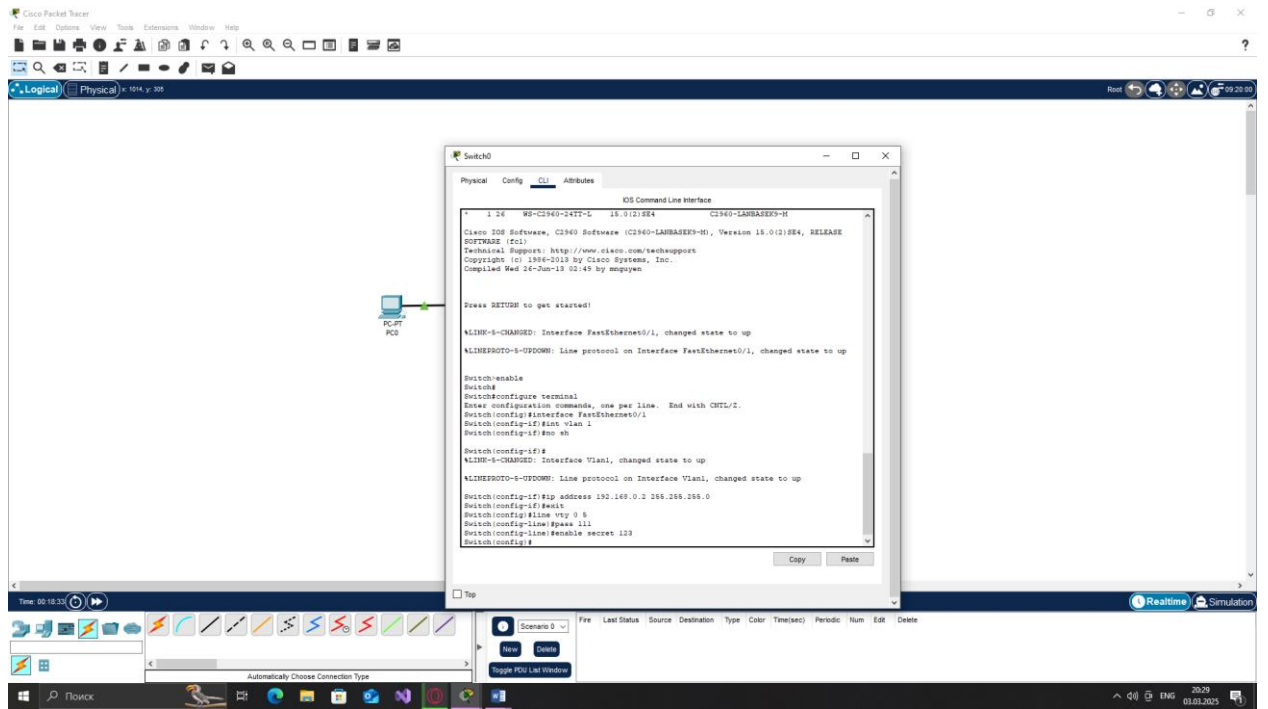 Cisco Packet Tracer
File Edit Options View Tools Extensions Window Help
?
Logical Physical x: 1014, y: 305
Root 09:20:00
Switch0
Physical Config CLI Attributes
IOS Command Line Interface
* 1 26 WS-C2960-24TT-L 15.0(2)SE4 C2960-LANBASEK9-M
Cisco IOS Software, C2960 Software (C2960-LANBASEK9-M), Version 15.0(2)SE4, RELEASE
SOFTWARE (fc1)
Technical Support: http://www.cisco.com/techsupport
Copyright (c) 1986-2013 by Cisco Systems, Inc.
Compiled Wed 26-Jun-13 02:49 by mnguyen
Press RETURN to get started!
%LINK-5-CHANGED: Interface FastEthernet0/1, changed state to up
%LINEPROTO-5-UPDOWN: Line protocol on Interface FastEthernet0/1, changed state to up
Switch>enable
Switch#
Switch#configure terminal
Enter configuration commands, one per line. End with CNTL/Z.
Switch(config)#interface FastEthernet0/1
Switch(config-if)#int vlan 1
Switch(config-if)#no sh
Switch(config-if)#
%LINK-5-CHANGED: Interface Vlan1, changed state to up
%LINEPROTO-5-UPDOWN: Line protocol on Interface Vlan1, changed state to up
Switch(config-if)#ip address 192.168.0.2 255.255.255.0
Switch(config-if)#exit
Switch(config)#line vty 0 5
Switch(config-line)#pass 111
Switch(config-line)#enable secret 123
Switch(config)#
Copy Paste
Top
PC-PT
PC0
Time: 00:18:33
Realtime Simulation
Scenario 0
New Delete
Toggle PDU List Window
Fire Last Status Source Destination Type Color Time(sec) Periodic Num Edit Delete
Automatically Choose Connection Type
Поиск
ENG
20:29
03.03.2025